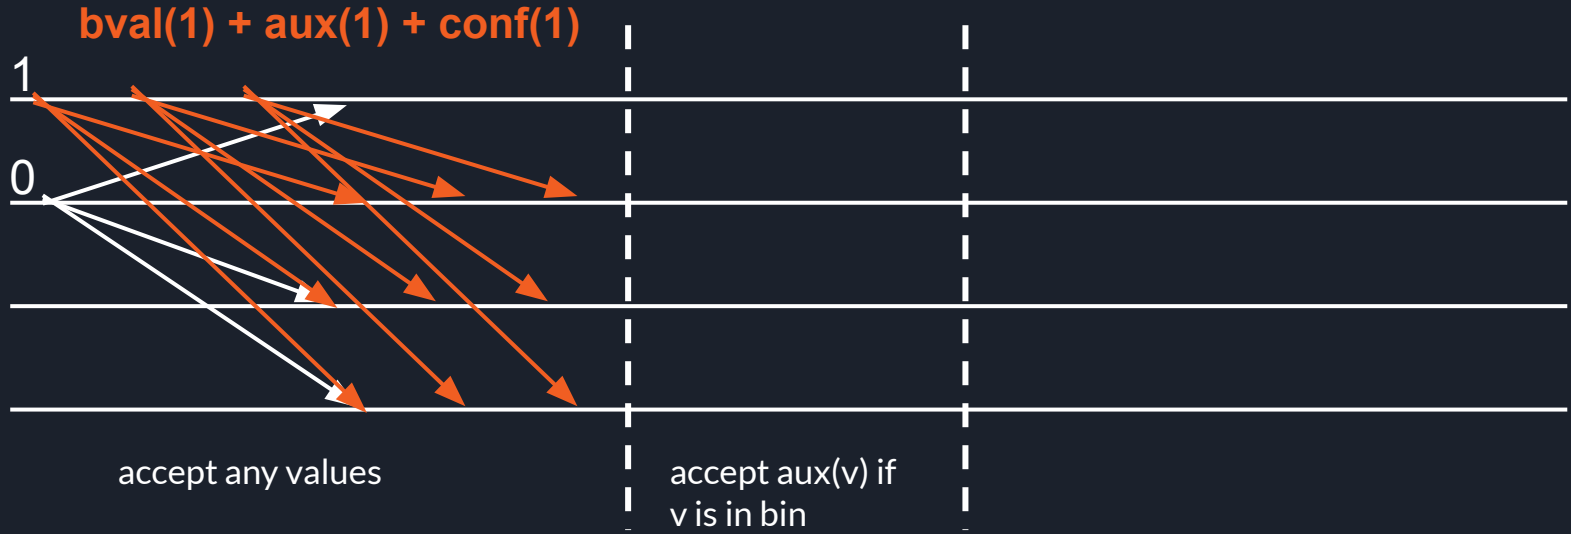 bval(1) + aux(1) + conf(1)
1
0
accept any values
accept aux(v) if
v is in bin